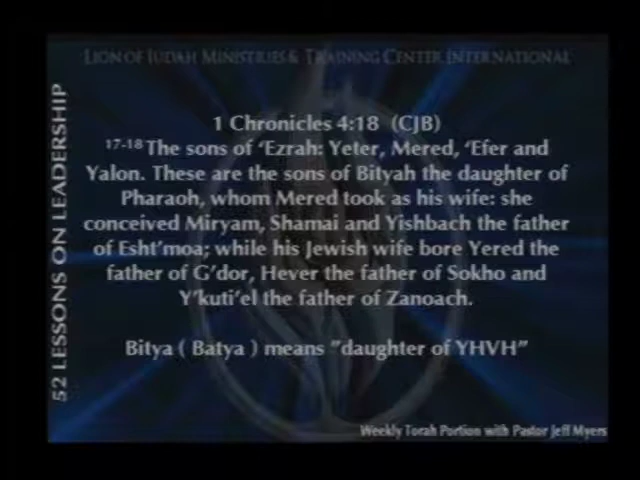 LION OF JUDAH MINISTRIES & TRAINING CENTER INTERNATIONAL
52 LESSONS ON LEADERSHIP
1 Chronicles 4:18 (CJB)
17-18 The sons of ‘Ezrah: Yeter, Mered, ‘Efer and
Yalon. These are the sons of Bityah the daughter of
Pharaoh, whom Mered took as his wife: she
conceived Miryam, Shamai and Yishbach the father
of Esht’moa; while his Jewish wife bore Yered the
father of G’dor, Hever the father of Sokho and
Y’kuti’el the father of Zanoach.
Bitya ( Batya ) means "daughter of YHVH"
Weekly Torah Portion with Pastor Jeff Myers